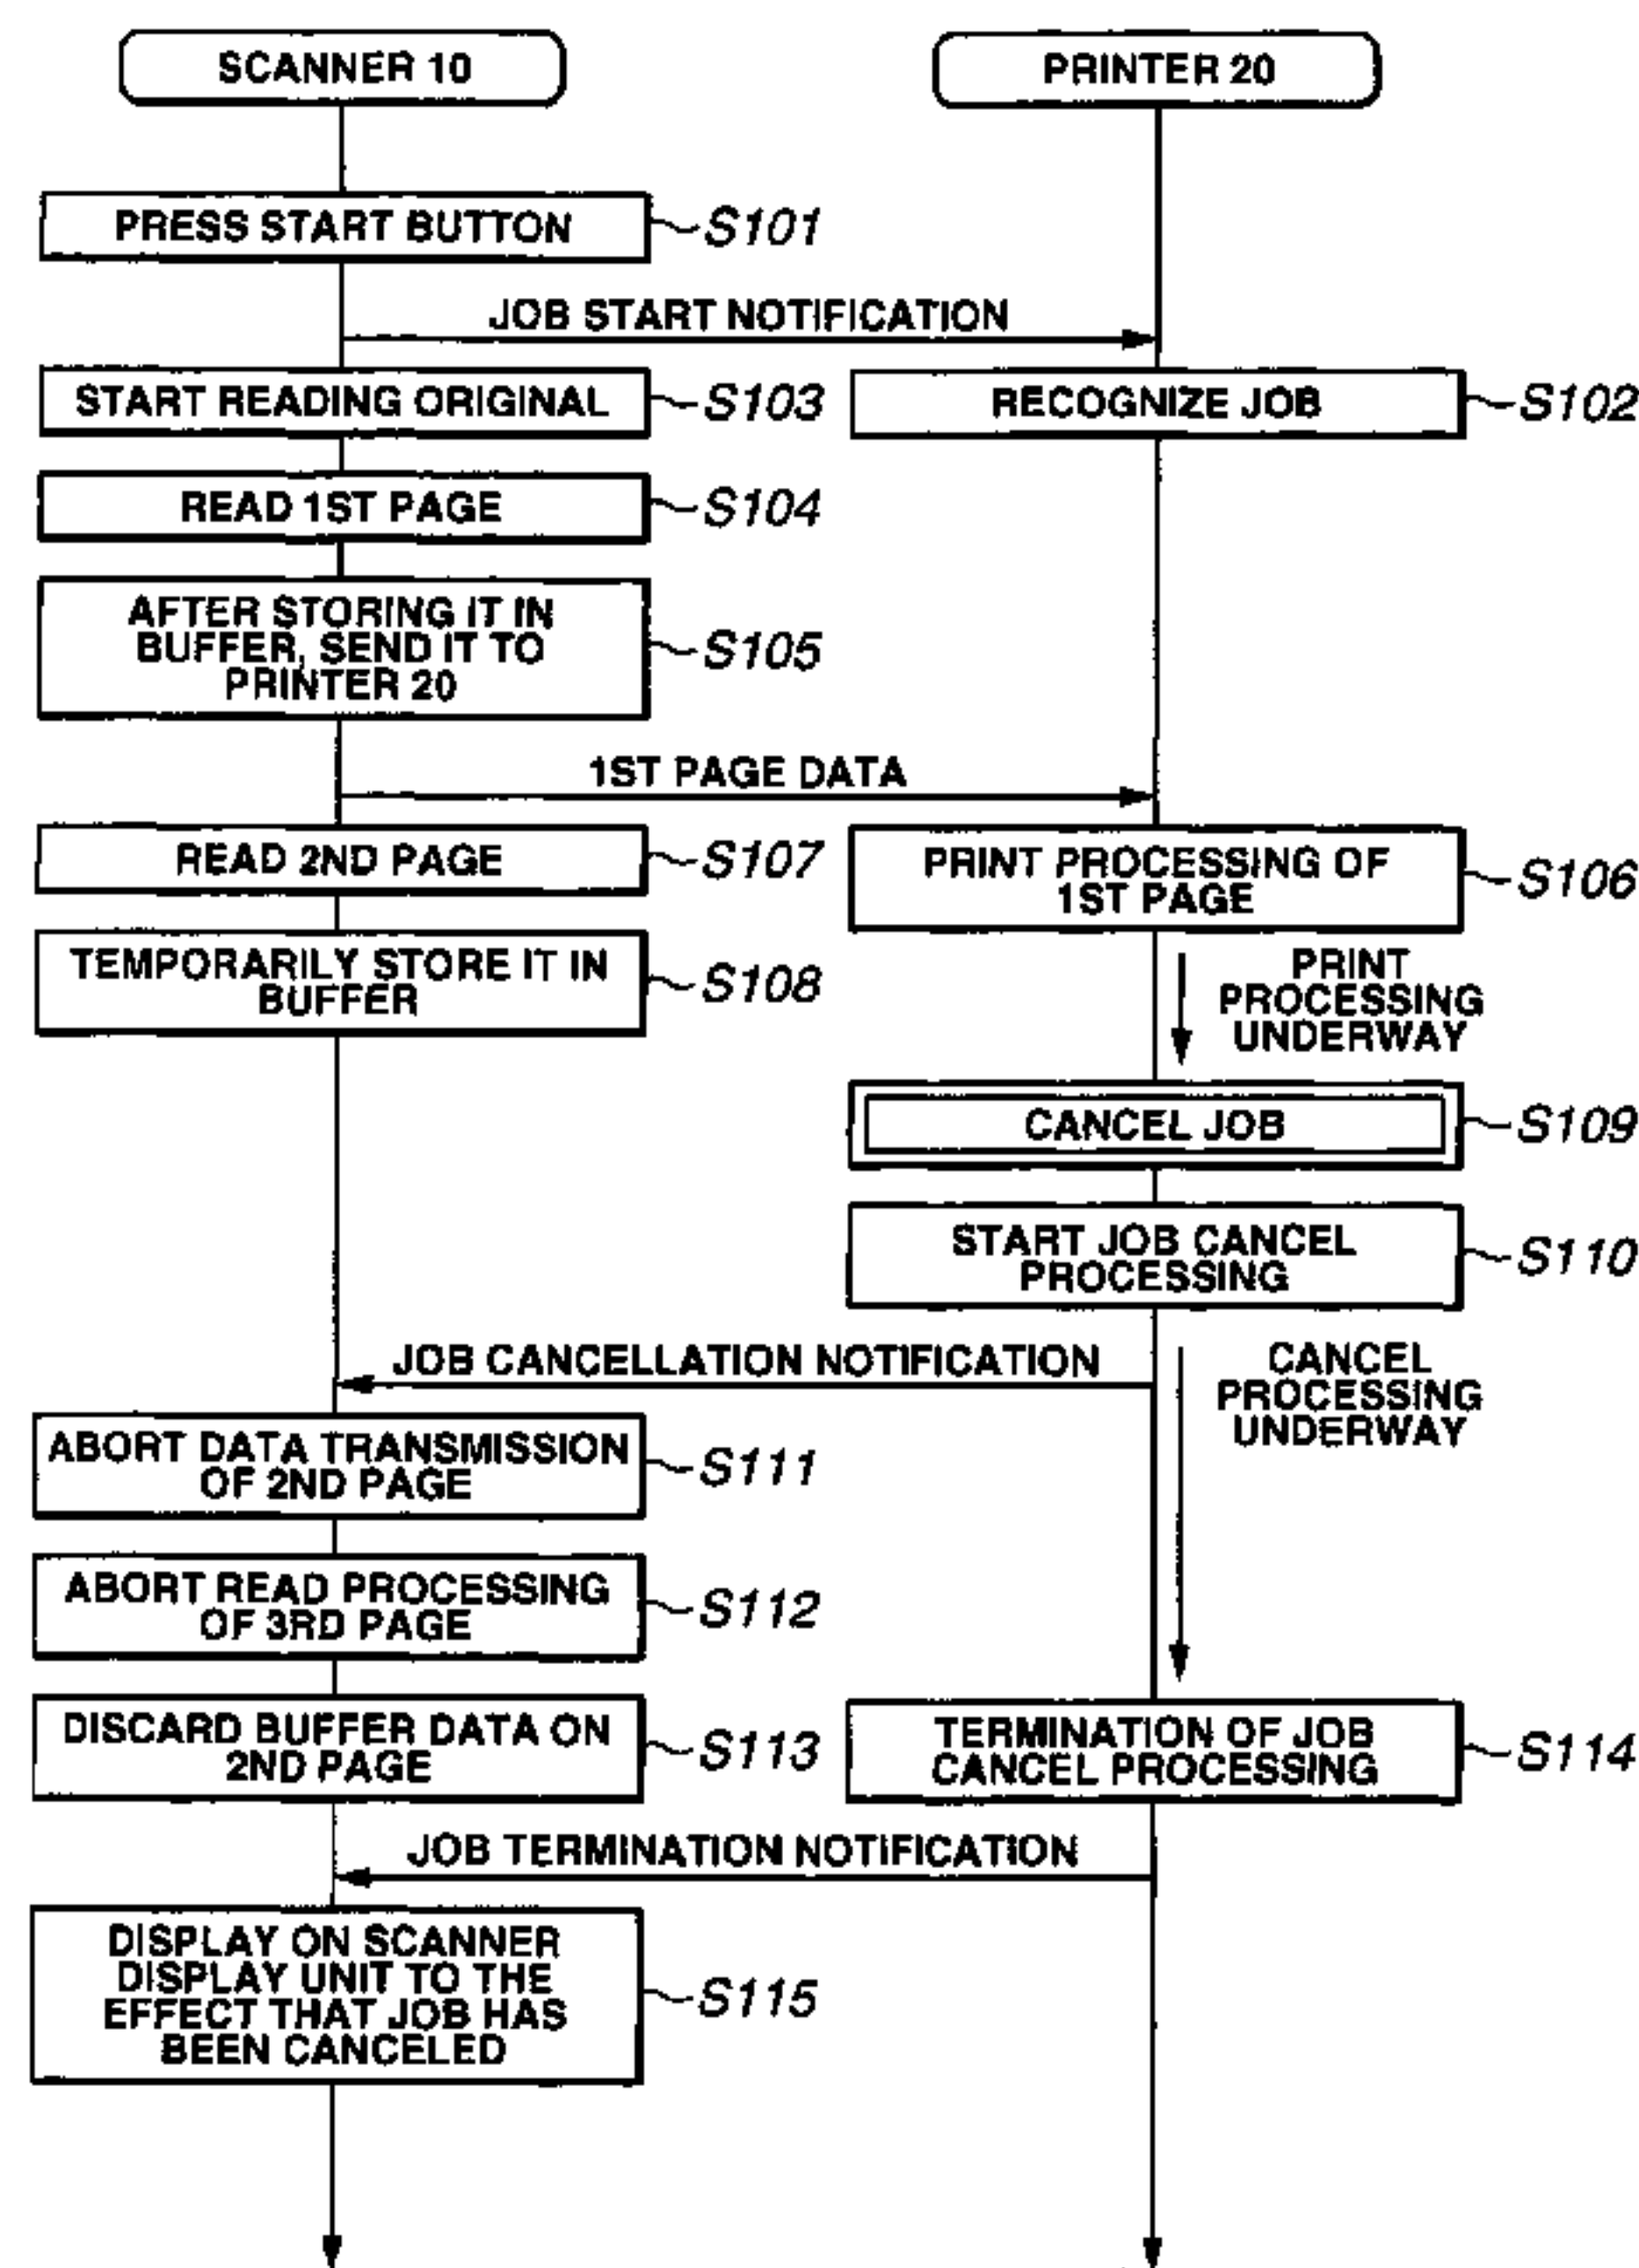 SCANNER 10
PRINTER 20
PRESS START BUTTON
S101
JOB START NOTIFICATION
START READING ORIGINAL
S103
RECOGNIZE JOB
S102
READ 1ST PAGE
S104
AFTER STORING IT IN
BUFFER, SEND IT TO
PRINTER 20
S105
1ST PAGE DATA
READ 2ND PAGE
S107
PRINT PROCESSING OF
1ST PAGE
S106
TEMPORARILY STORE IT IN
BUFFER
S108
PRINT
PROCESSING
UNDERWAY
CANCEL JOB
S109
START JOB CANCEL
PROCESSING
S110
JOB CANCELLATION NOTIFICATION
CANCEL
PROCESSING
UNDERWAY
ABORT DATA TRANSMISSION
OF 2ND PAGE
S111
ABORT READ PROCESSING
OF 3RD PAGE
S112
DISCARD BUFFER DATA ON
2ND PAGE
S113
TERMINATION OF JOB
CANCEL PROCESSING
S114
JOB TERMINATION NOTIFICATION
DISPLAY ON SCANNER
DISPLAY UNIT TO THE
EFFECT THAT JOB HAS
BEEN CANCELED
S115